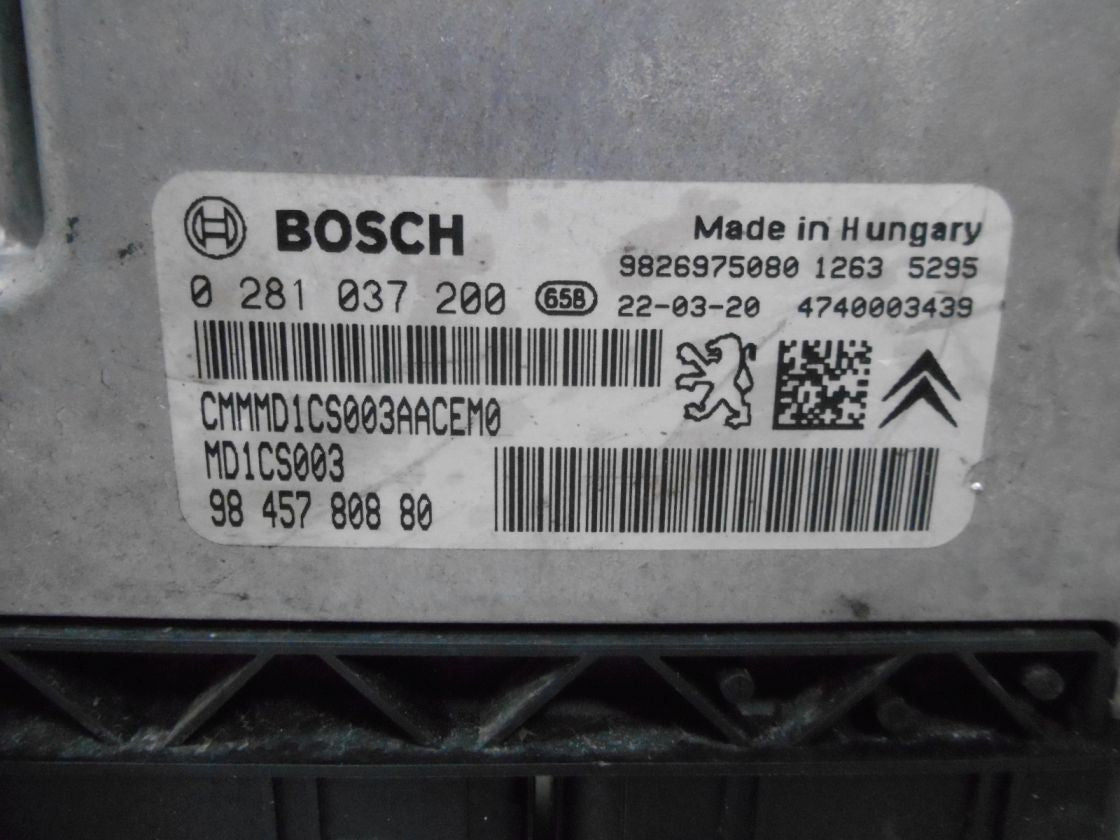 BOSCH
Made in Hungary
9826975080 1263 5295
0 281 037 200 65B 22-03-20 4740003439
CMMMD1CS003AACEM0
MD1CS003
98 457 808 80